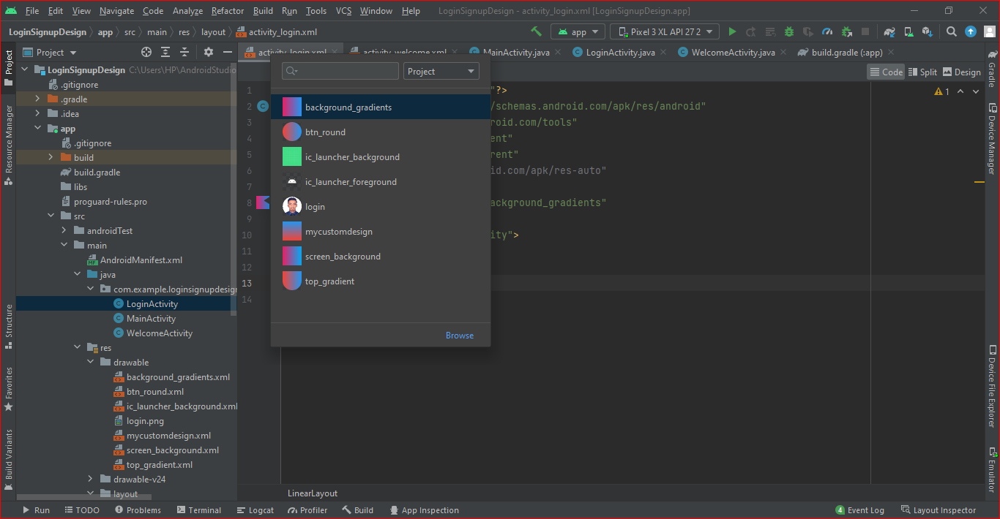 File Edit View Navigate Code Analyze Refactor Build Run Tools VCS Window Help LoginSignupDesign - activity_login.xml [LoginSignupDesign.app]
LoginSignupDesign app src main res layout activity_login.xml app Pixel 3 XL API 27 2
Project activity_login.xml activity_welcome.xml MainActivity.java LoginActivity.java WelcomeActivity.java build.gradle (:app)
Code Split Design
Project
Resource Manager
Structure
Favorites
Build Variants
LoginSignupDesign C:\Users\HP\AndroidStudio
.gitignore
.gradle
.idea
app
.gitignore
build
build.gradle
libs
proguard-rules.pro
src
androidTest
main
AndroidManifest.xml
java
com.example.loginsignupdesign
LoginActivity
MainActivity
WelcomeActivity
res
drawable
background_gradients.xml
btn_round.xml
ic_launcher_background.xml
login.png
mycustomdesign.xml
screen_background.xml
top_gradient.xml
drawable-v24
layout
Project
background_gradients
btn_round
ic_launcher_background
ic_launcher_foreground
login
mycustomdesign
screen_background
top_gradient
Browse
1 "?>
2 /schemas.android.com/apk/res/android"
3 roid.com/tools"
4 ent"
5 rent"
6 id.com/apk/res-auto"
7
8 ackground_gradients"
9
10 ity">
11
12
13
14
1
LinearLayout
Gradle
Device Manager
Device File Explorer
Emulator
Run TODO Problems Terminal Logcat Profiler Build App Inspection 4 Event Log Layout Inspector